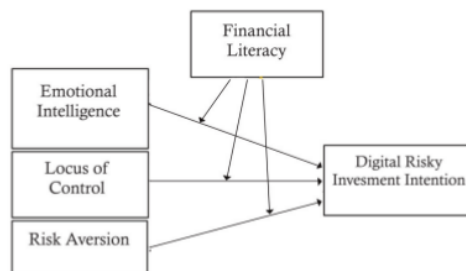 Financial
Literacy
Emotional
Intelligence
Locus of
Control
Risk Aversion
Digital Risky
Invesment Intention